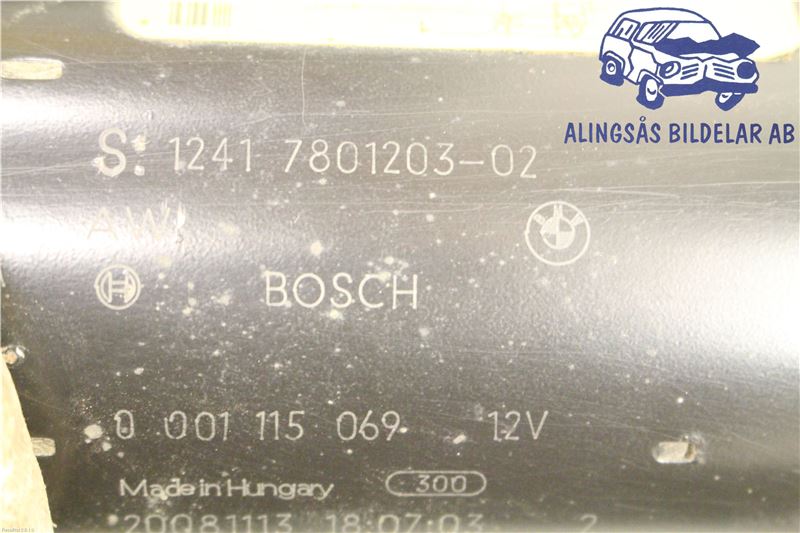 ALINGSÅS BILDELAR AB
S: 1241 7801203-02
AW
BOSCH
0 001 115 069 12V
Made in Hungary 300
20081113 18:07:03 2